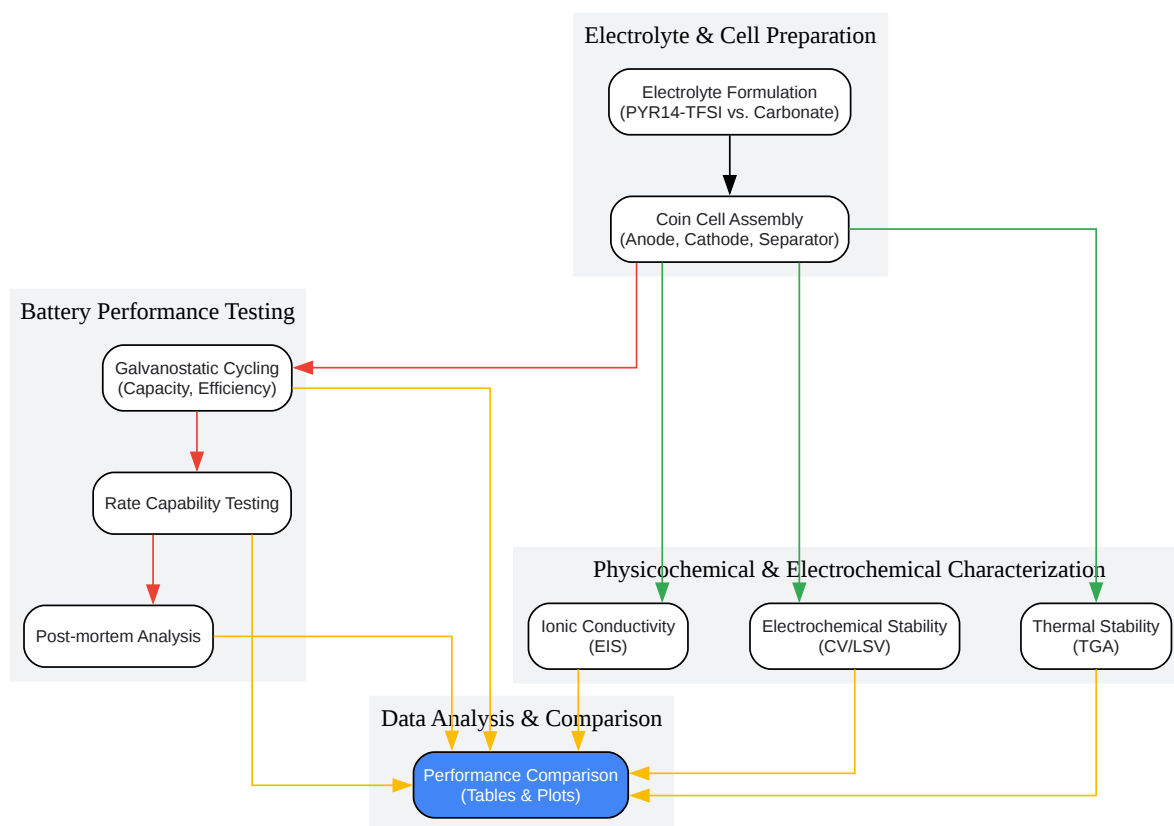 Electrolyte & Cell Preparation
Electrolyte Formulation
(PYR14-TFSI vs. Carbonate)
Coin Cell Assembly
(Anode, Cathode, Separator)
Battery Performance Testing
Galvanostatic Cycling
(Capacity, Efficiency)
Rate Capability Testing
Post-mortem Analysis
Physicochemical & Electrochemical Characterization
Ionic Conductivity
(EIS)
Electrochemical Stability
(CV/LSV)
Thermal Stability
(TGA)
Data Analysis & Comparison
Performance Comparison
(Tables & Plots)